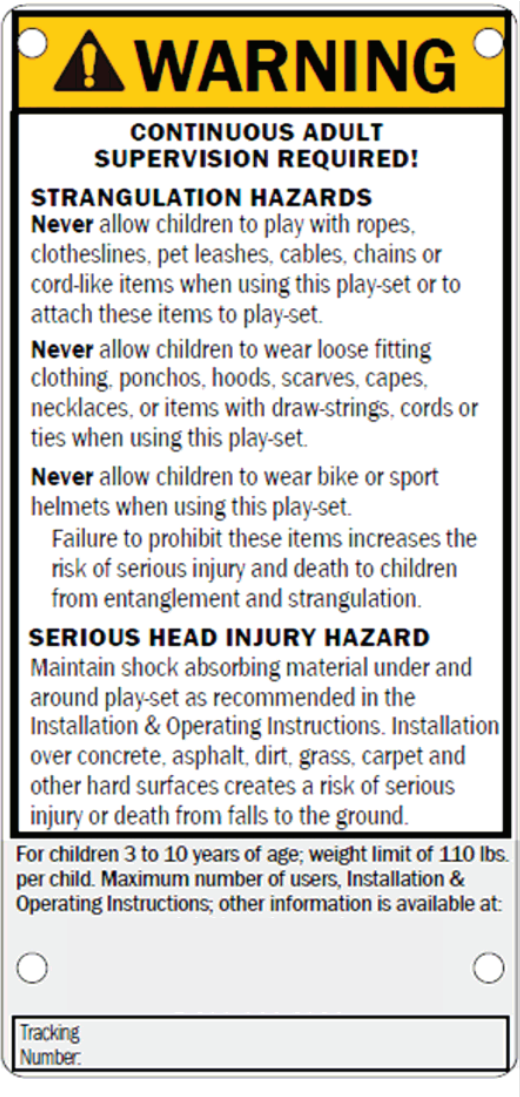 WARNING
CONTINUOUS ADULT
SUPERVISION REQUIRED!
STRANGULATION HAZARDS
Never allow children to play with ropes,
clotheslines, pet leashes, cables, chains or
cord-like items when using this play-set or to
attach these items to play-set.
Never allow children to wear loose fitting
clothing, ponchos, hoods, scarves, capes,
necklaces, or items with draw-strings, cords or
ties when using this play-set.
Never allow children to wear bike or sport
helmets when using this play-set.
Failure to prohibit these items increases the
risk of serious injury and death to children
from entanglement and strangulation.
SERIOUS HEAD INJURY HAZARD
Maintain shock absorbing material under and
around play-set as recommended in the
Installation & Operating Instructions. Installation
over concrete, asphalt, dirt, grass, carpet and
other hard surfaces creates a risk of serious
injury or death from falls to the ground.
For children 3 to 10 years of age; weight limit of 110 lbs.
per child. Maximum number of users, Installation &
Operating Instructions; other information is available at:
Tracking
Number: